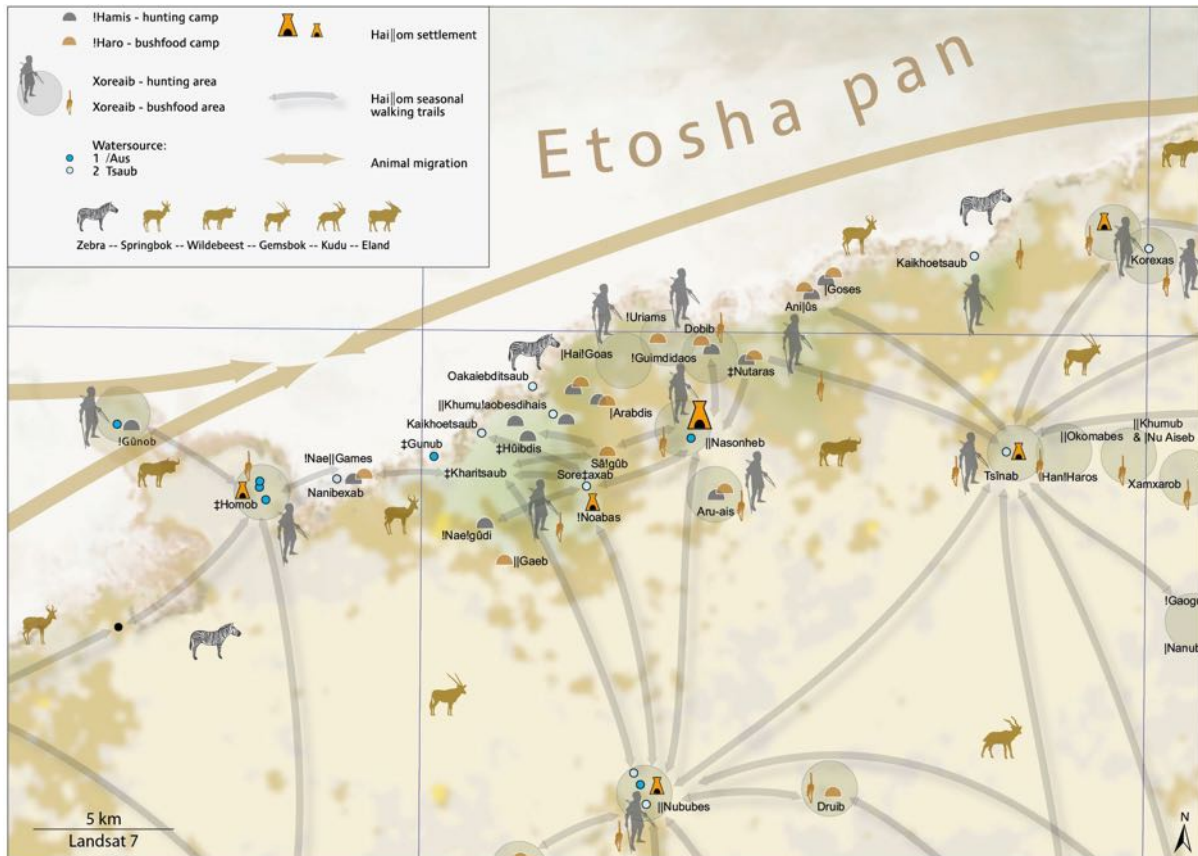 !Hamis - hunting camp
!Haro - bushfood camp
Hai||om settlement
Xoreaib - hunting area
Xoreaib - bushfood area
Hai||om seasonal
walking trails
Watersource:
1 /Aus
2 Tsaub
Animal migration
Zebra -- Springbok -- Wildebeest -- Gemsbok -- Kudu -- Eland
Etosha pan
Kaikhoetsaub
Korexas
|Goses
Ani|ûs
!Uriams
Dobib
|Hai!Goas
!Guimdidaos
‡Nutaras
Oakaiebditsaub
||Khumu!aobesdihais
|Arabdis
Kaikhoetsaub
!Gûnob
‡Hûibdis
||Nasonheb
‡Gunub
||Khumub
& |Nu Aiseb
||Okomabes
!Nae||Games
Sâ!gûb
‡Kharitsaub
Sore‡axab
Tsînab
Han!Haros
Xamxarob
Nanibexab
‡Homob
!Noabas
Aru-ais
!Nae!gûdi
||Gaeb
!Gaogu
|Nanub
||Nububes
Druib
5 km
Landsat 7
N